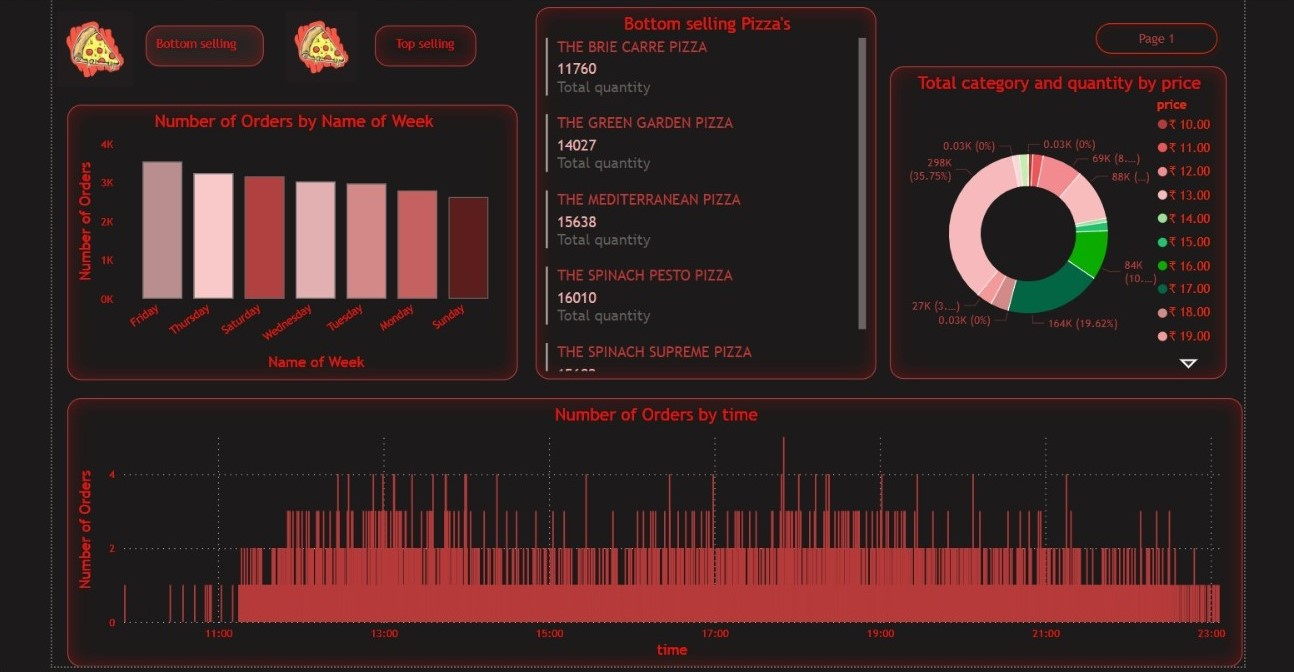 Bottom selling
Top selling
Page 1
Number of Orders by Name of Week
Number of Orders
4K
3K
2K
1K
0K
Friday
Thursday
Saturday
Wednesday
Tuesday
Monday
Sunday
Name of Week
Bottom selling Pizza's
THE BRIE CARRE PIZZA
11760
Total quantity
THE GREEN GARDEN PIZZA
14027
Total quantity
THE MEDITERRANEAN PIZZA
15638
Total quantity
THE SPINACH PESTO PIZZA
16010
Total quantity
THE SPINACH SUPREME PIZZA
Total category and quantity by price
price
₹ 10.00
₹ 11.00
₹ 12.00
₹ 13.00
₹ 14.00
₹ 15.00
₹ 16.00
₹ 17.00
₹ 18.00
₹ 19.00
0.03K (0%)
0.03K (0%)
69K (8....)
88K (...)
84K
(10....)
164K (19.62%)
0.03K (0%)
27K (3....)
298K
(35.75%)
Number of Orders by time
Number of Orders
4
2
0
11:00
13:00
15:00
17:00
19:00
21:00
23:00
time